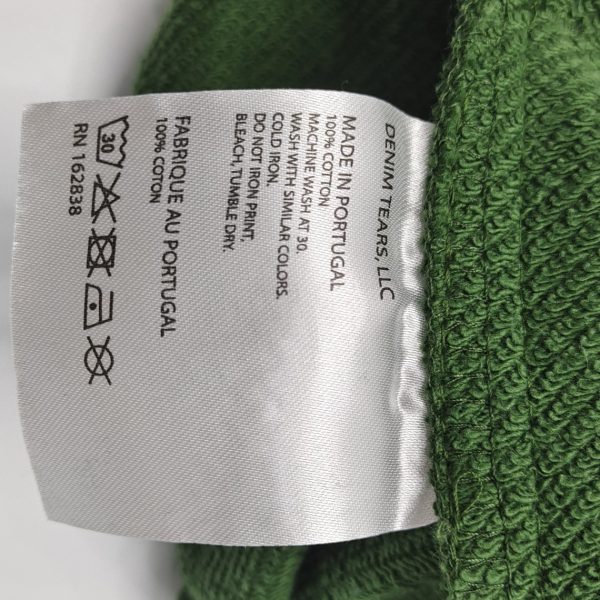 DENIM TEARS, LLC
MADE IN PORTUGAL
100% COTTON
MACHINE WASH AT 30.
WASH WITH SIMILAR COLORS.
COLD IRON.
DO NOT IRON PRINT,
BLEACH, TUMBLE DRY.
FABRIQUE AU PORTUGAL
100% COTTON
30
RN 162838